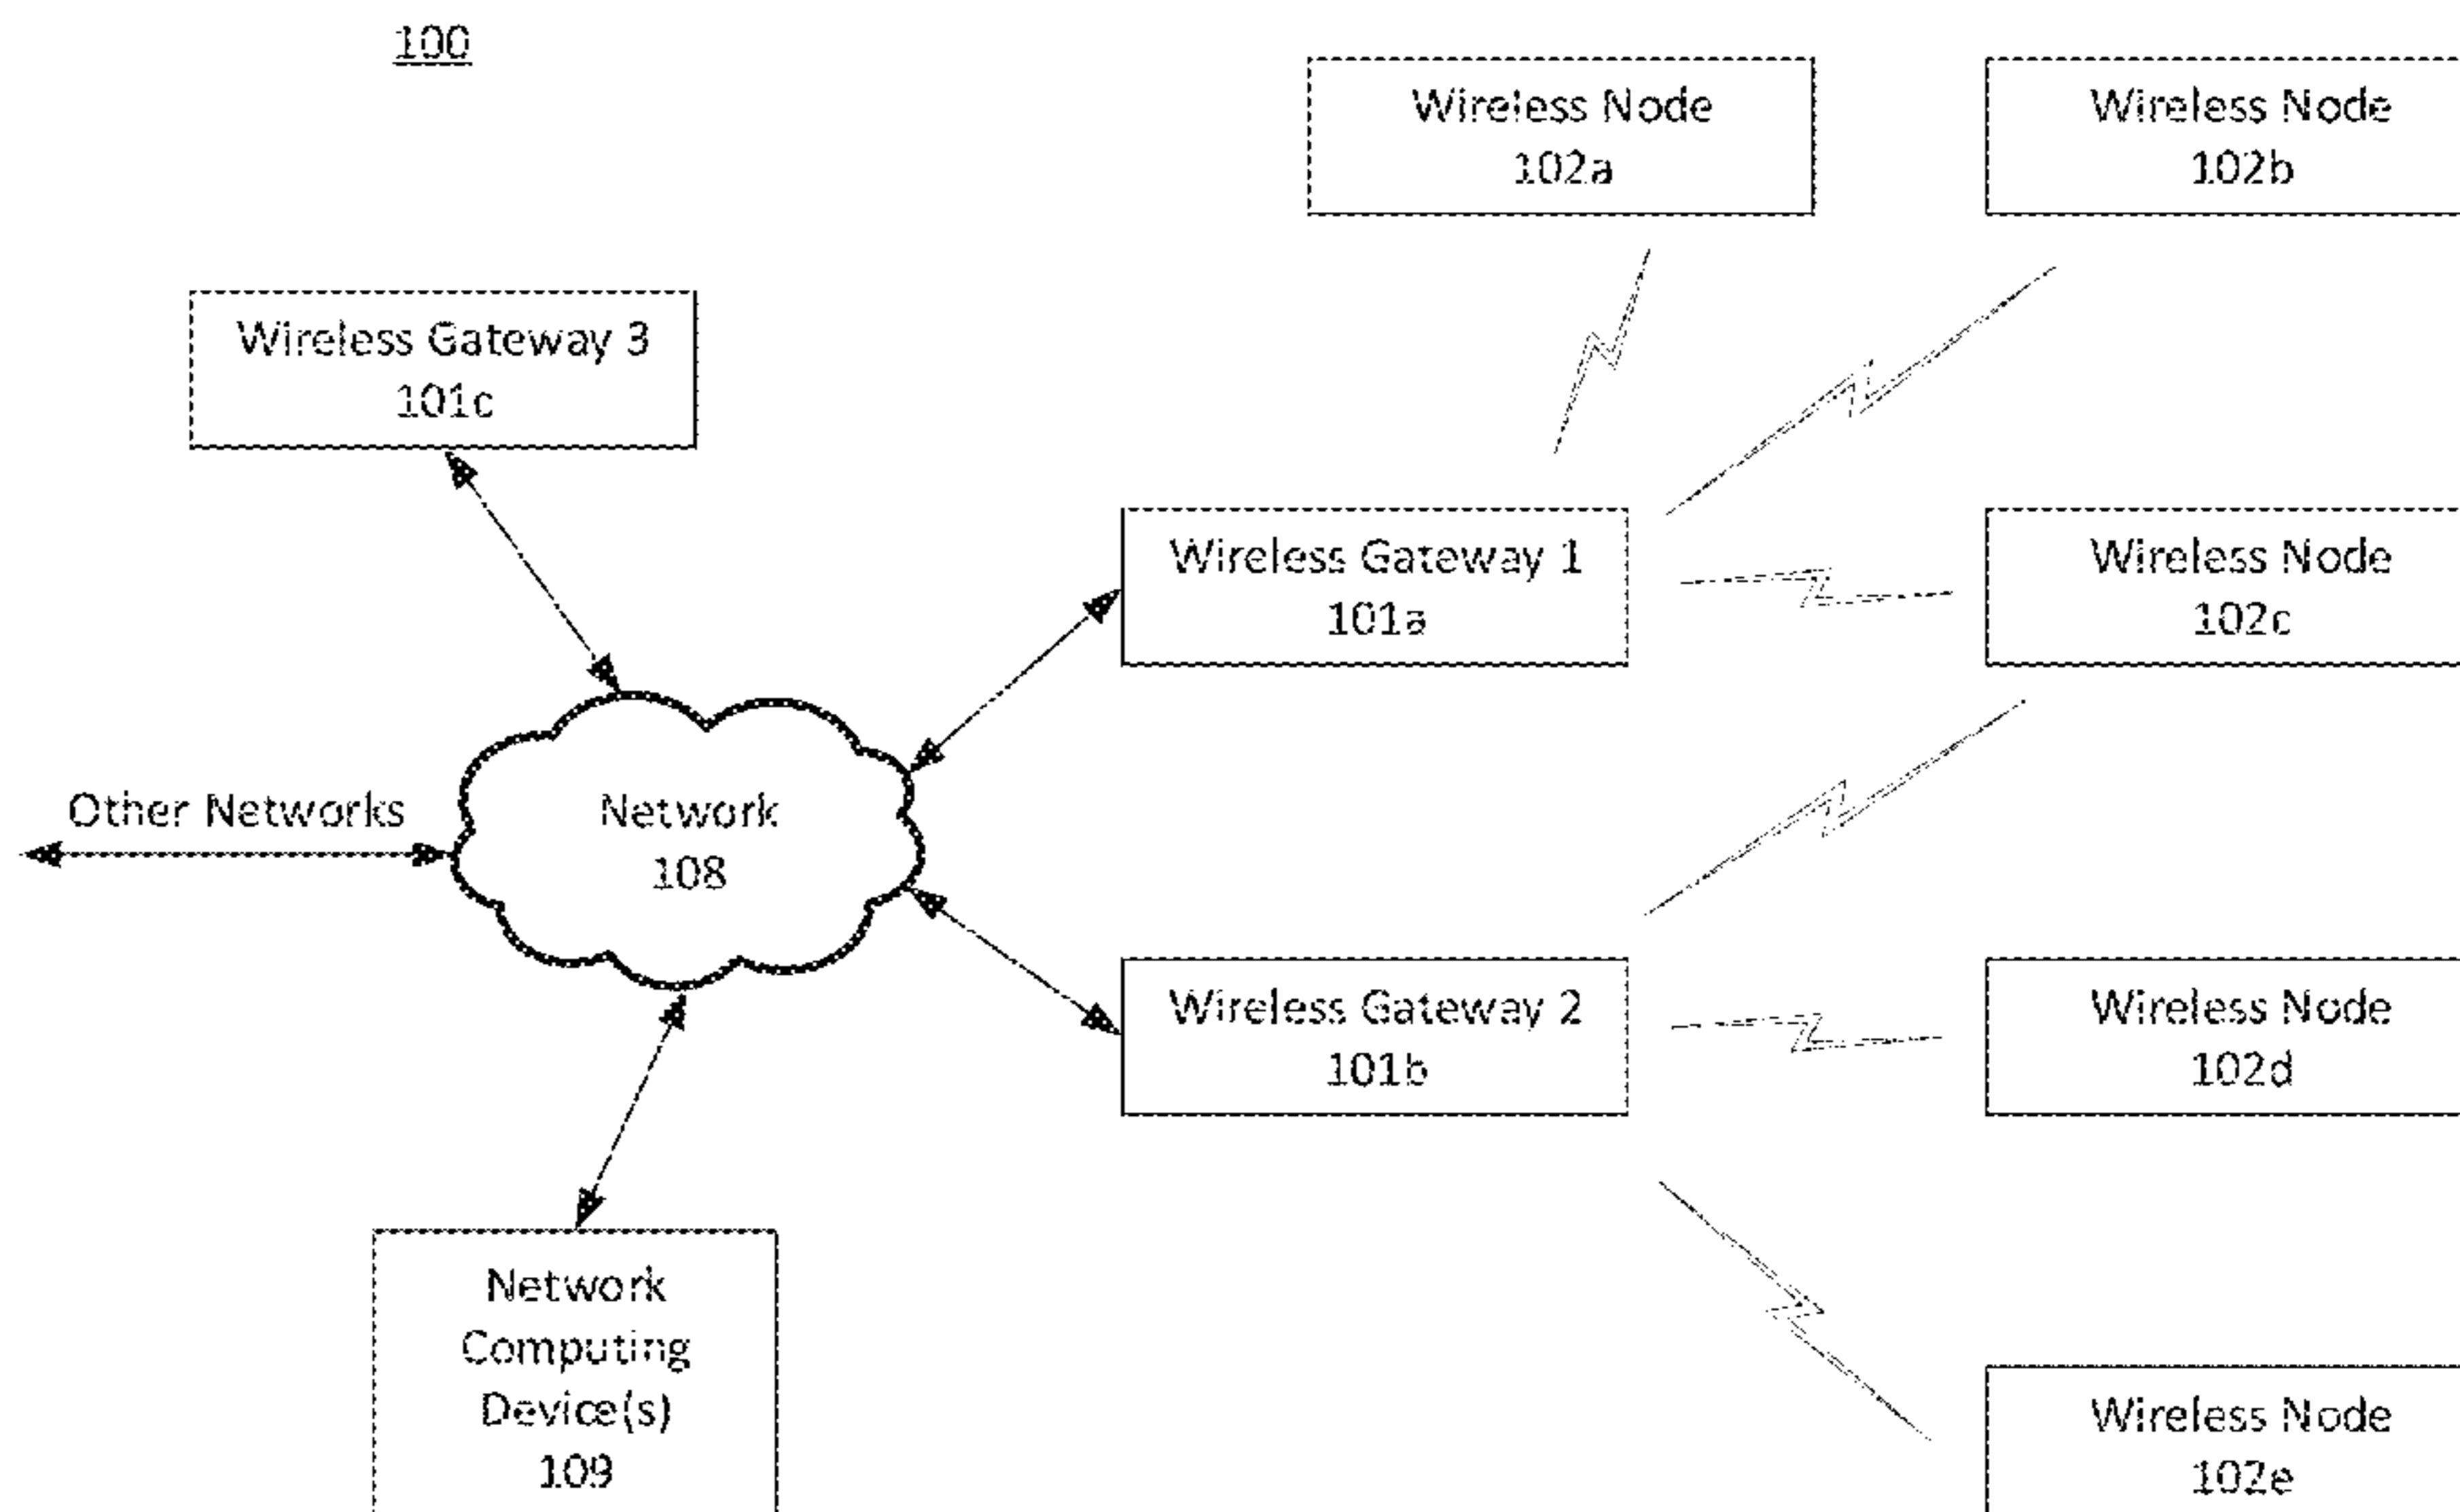 100
Wireless Node
102a
Wireless Node
102b
Wireless Gateway 3
101c
Wireless Gateway 1
101a
Wireless Node
102c
Other Networks
Network
108
Wireless Gateway 2
101b
Wireless Node
102d
Network
Computing
Device(s)
109
Wireless Node
102e